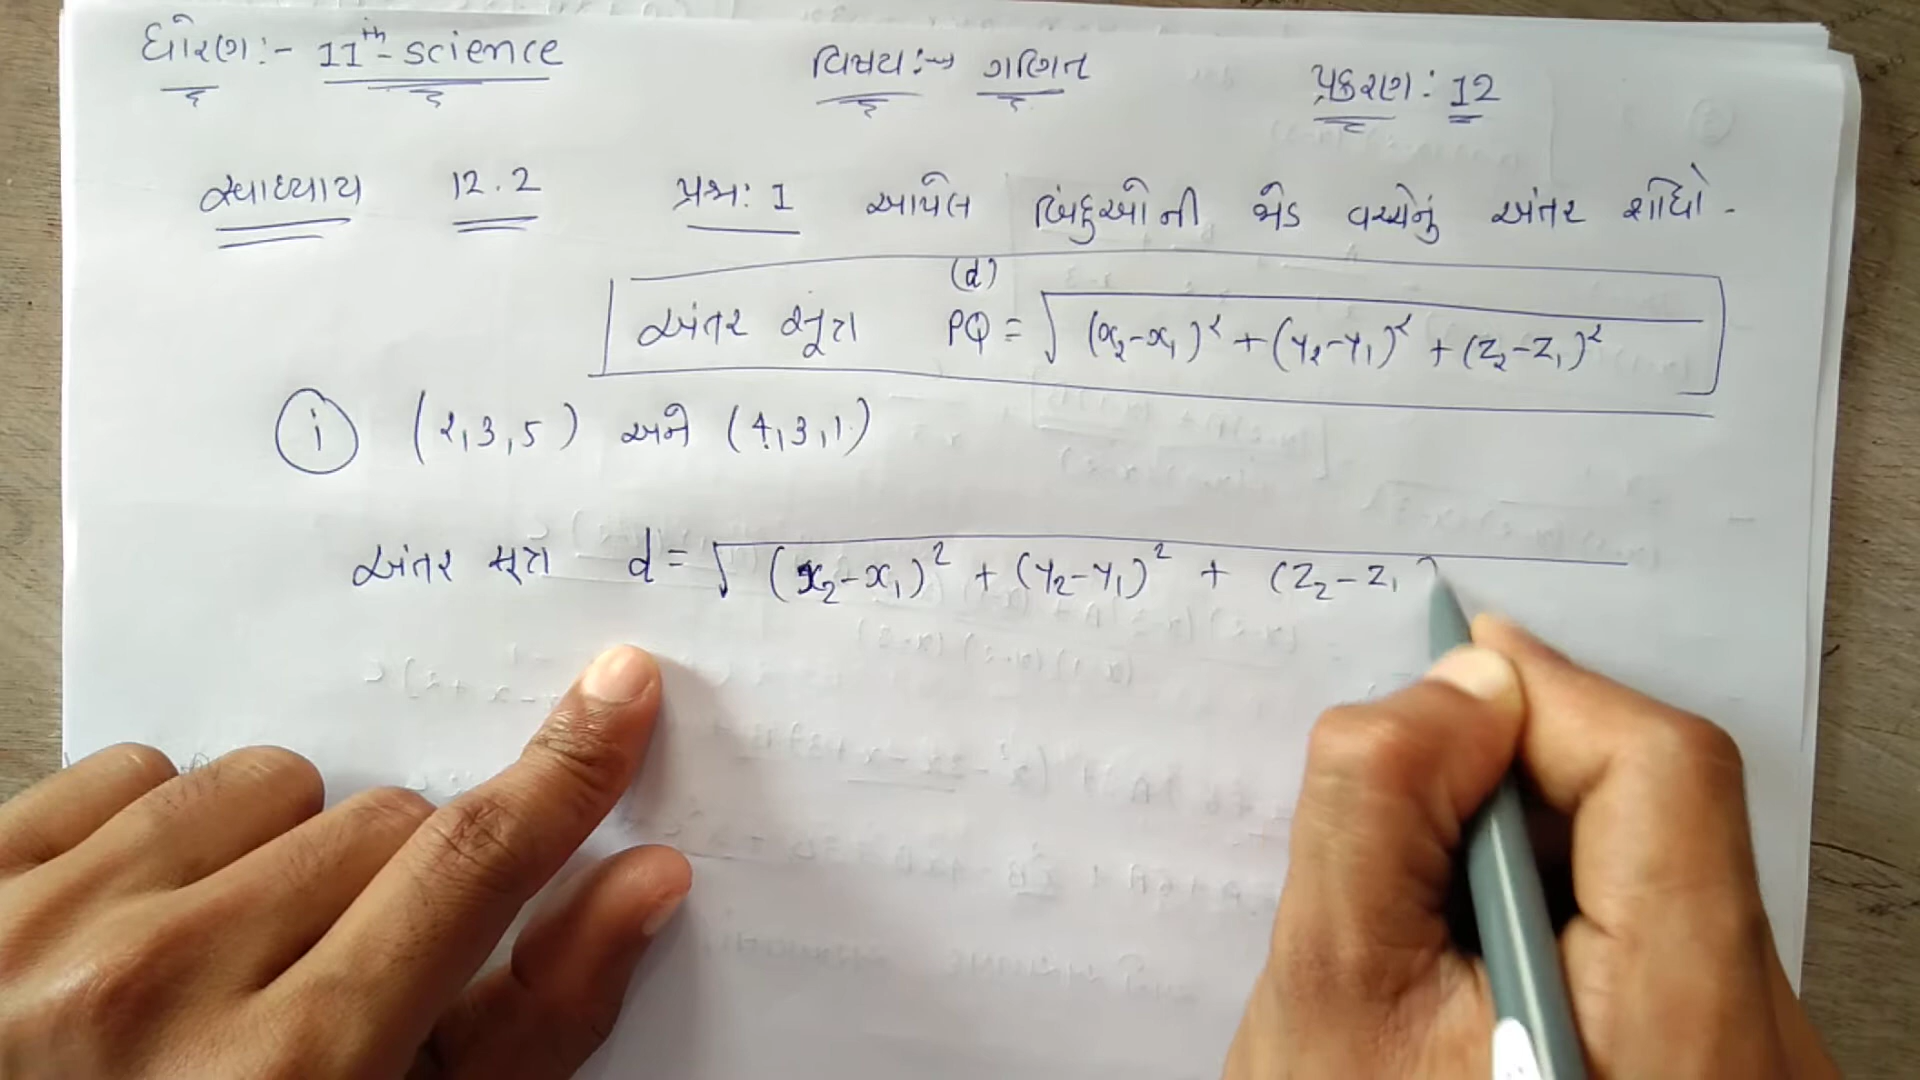 ધોરણ :- 11th - science વિષય :→ ગણિત પ્રકરણ : 12
સ્વાધ્યાય 12.2 પ્રશ્ન: 1 આપેલ બિંદુઓની જોડ વચ્ચેનું અંતર શોધો -
(d)
અંતર સૂત્ર PQ = √(x₂-x₁)² + (y₂-y₁)² + (z₂-z₁)²
(i) (2,3,5) અને (4,3,1)
અંતર સૂત્ર d = √(x₂-x₁)² + (y₂-y₁)² + (z₂-z₁)